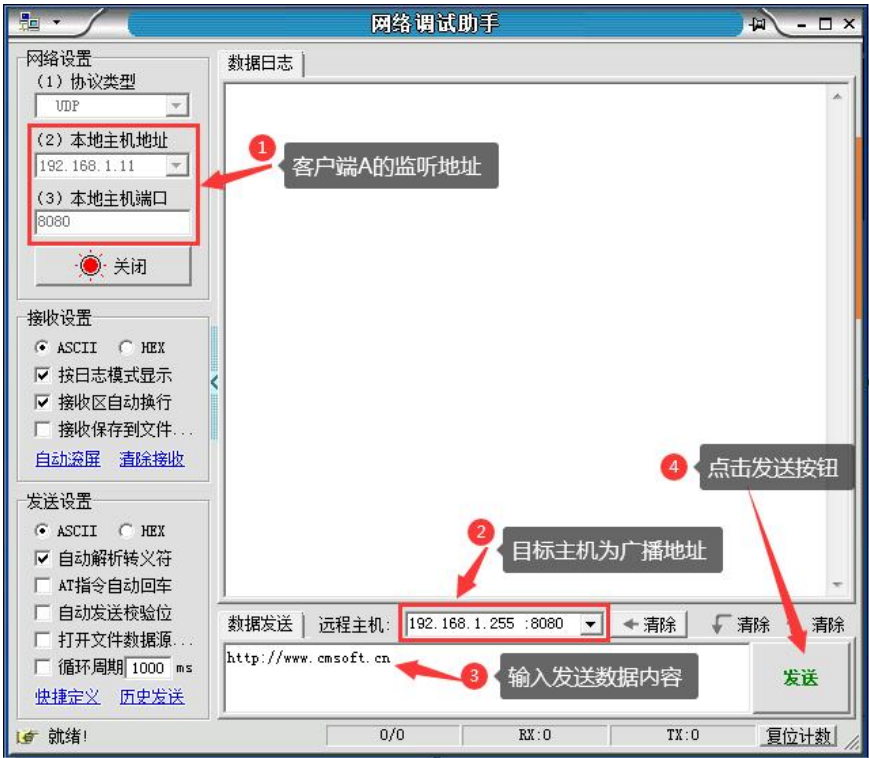 网络调试助手
网络设置
(1) 协议类型
UDP
(2) 本地主机地址
192.168.1.11
(3) 本地主机端口
8080
关闭
接收设置
ASCII HEX
按日志模式显示
接收区自动换行
接收保存到文件...
自动滚屏 清除接收
发送设置
ASCII HEX
自动解析转义符
AT指令自动回车
自动发送校验位
打开文件数据源...
循环周期 1000 ms
快捷定义 历史发送
数据日志
1 客户端A的监听地址
4 点击发送按钮
2 目标主机为广播地址
数据发送 远程主机: 192.168.1.255 :8080 清除 清除 清除
http://www.cmsoft.cn
3 输入发送数据内容
发送
就绪! 0/0 RX:0 TX:0 复位计数